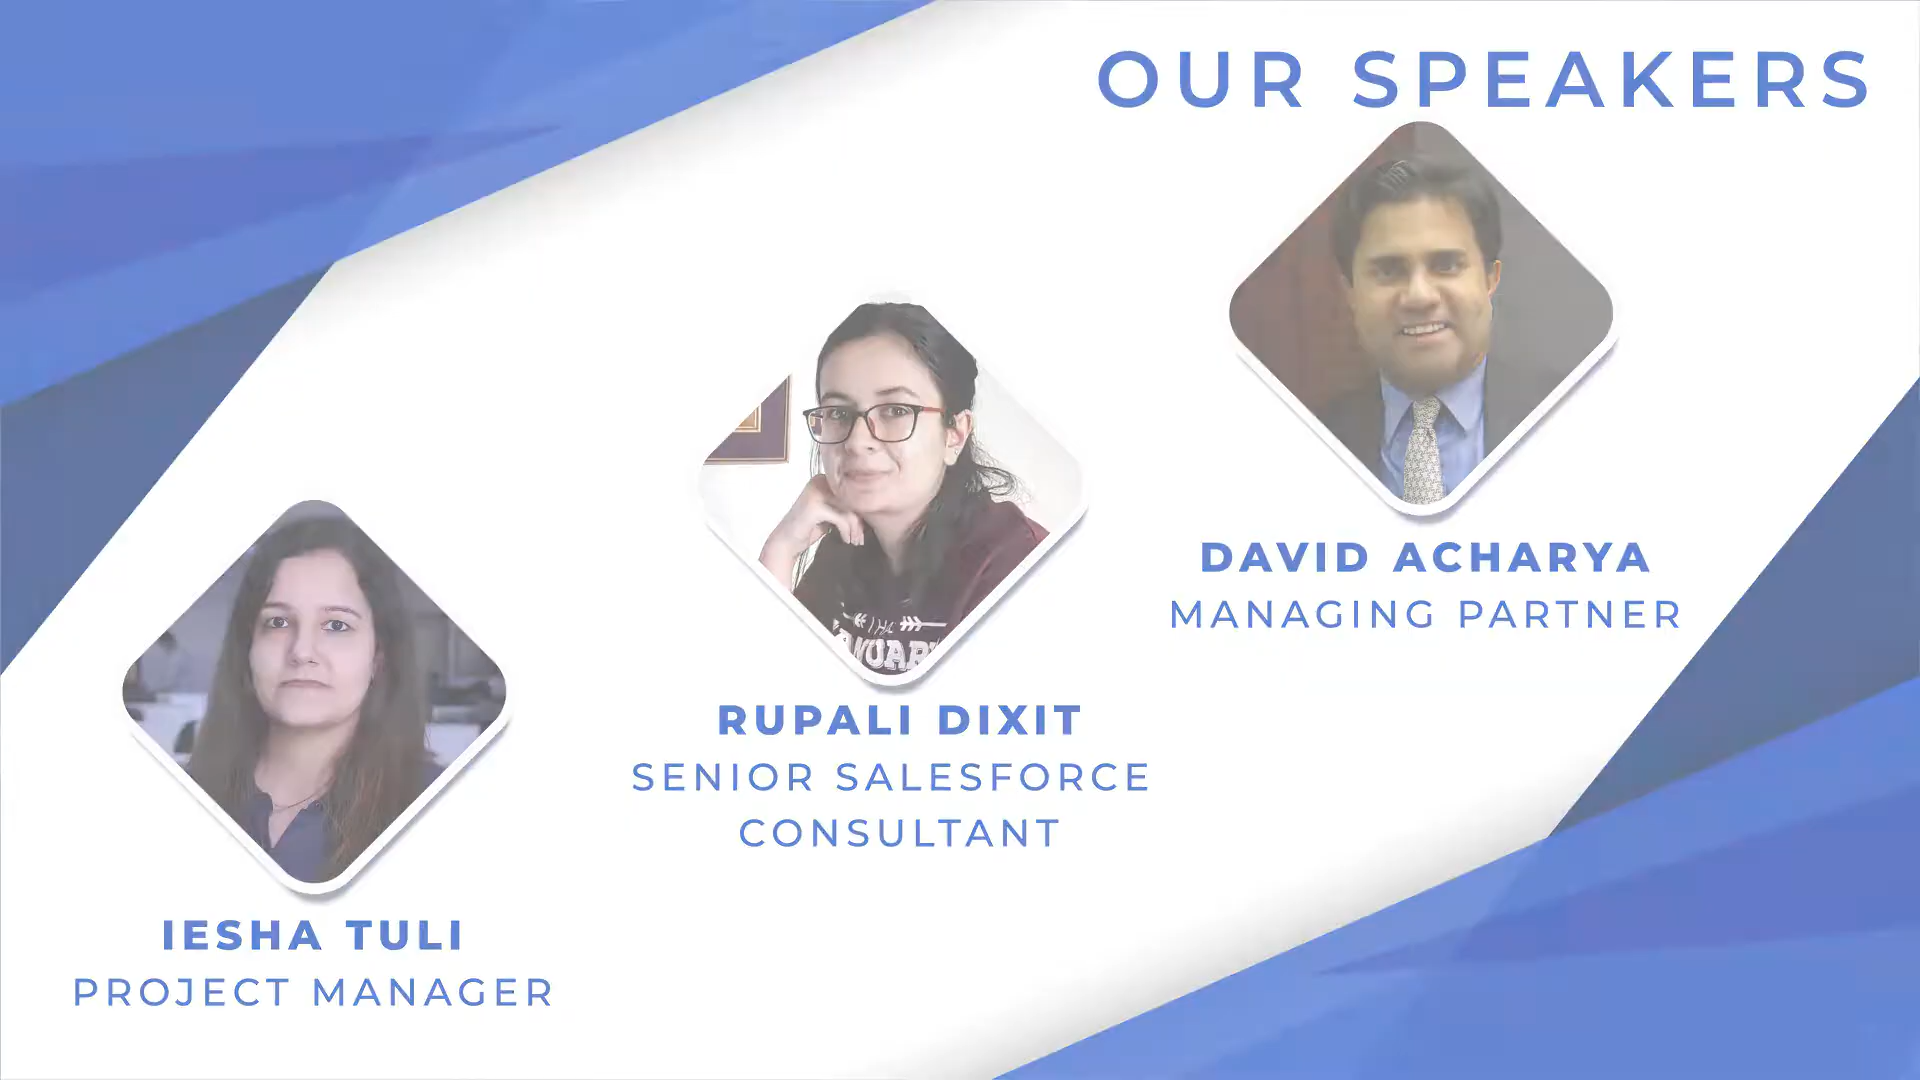 OUR SPEAKERS
DAVID ACHARYA
MANAGING PARTNER
RUPALI DIXIT
SENIOR SALESFORCE
CONSULTANT
IESHA TULI
PROJECT MANAGER